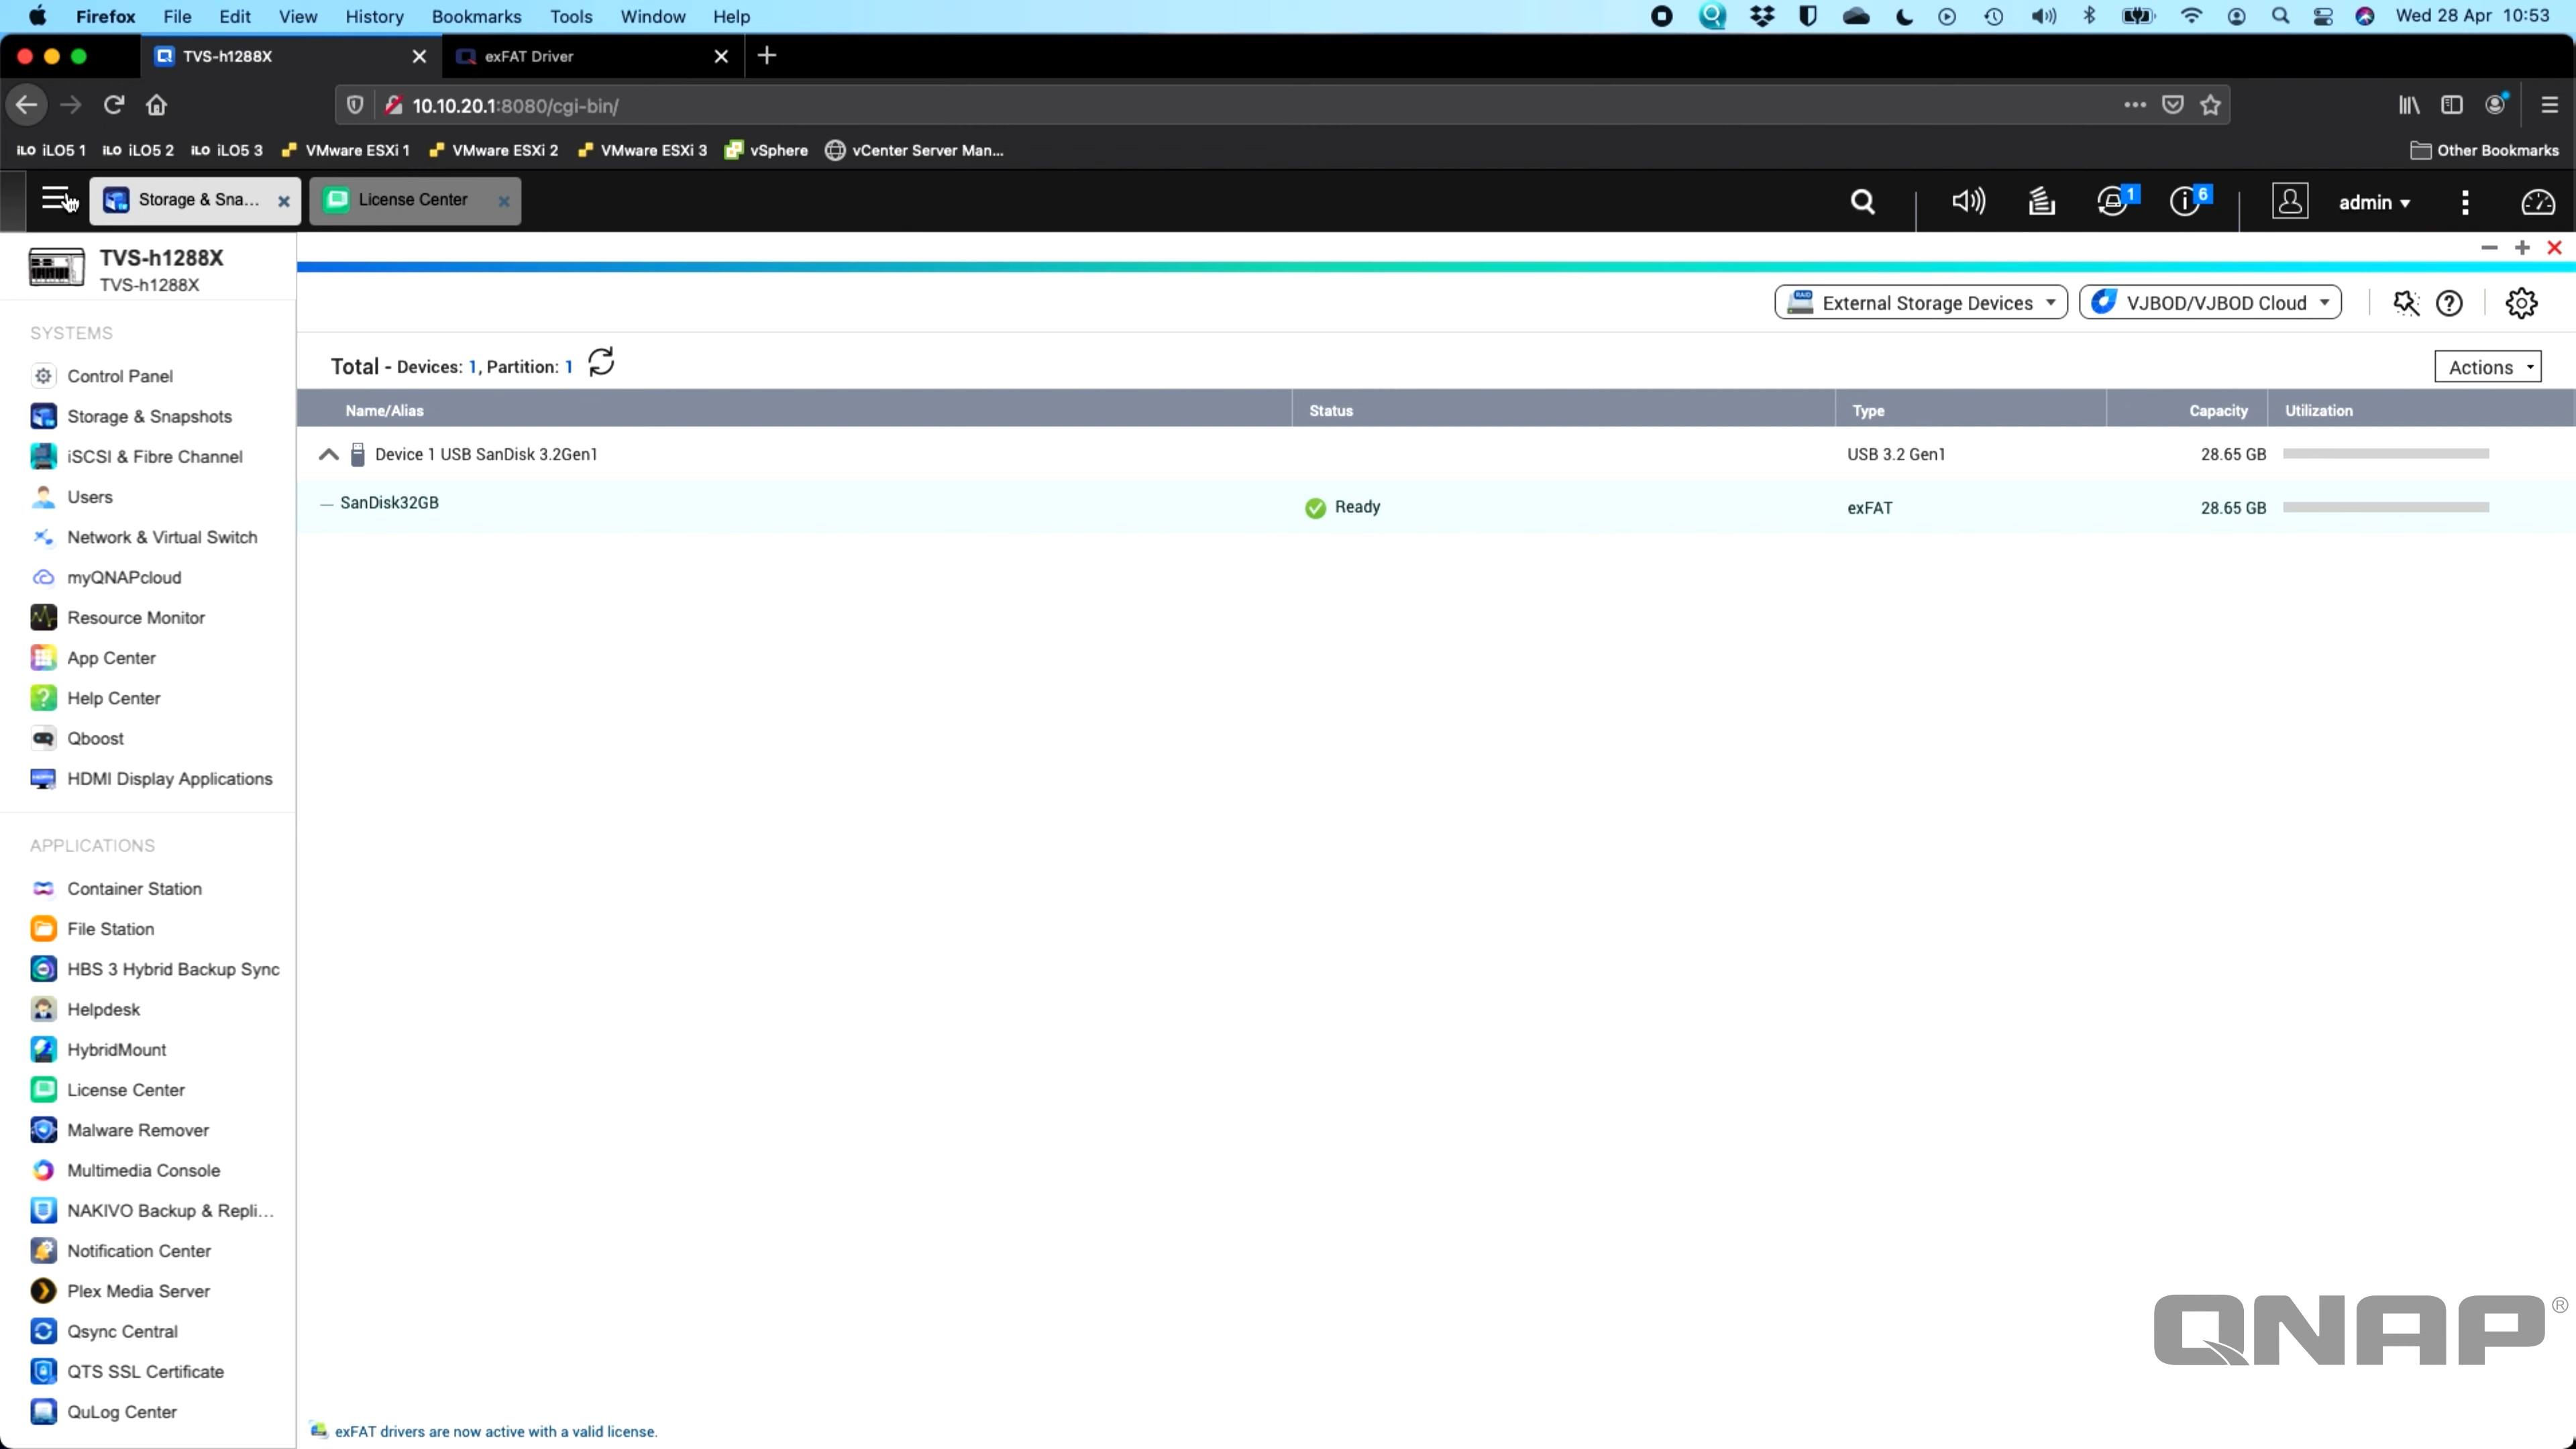 Firefox File Edit View History Bookmarks Tools Window Help Wed 28 Apr 10:53
TVS-h1288X exFAT Driver
10.10.20.1:8080/cgi-bin/
iLO iLO5 1 iLO iLO5 2 iLO iLO5 3 VMware ESXi 1 VMware ESXi 2 VMware ESXi 3 vSphere vCenter Server Man... Other Bookmarks
Storage & Sna... License Center 1 6 admin
TVS-h1288X
TVS-h1288X
External Storage Devices VJBOD/VJBOD Cloud
SYSTEMS
Control Panel
Storage & Snapshots
iSCSI & Fibre Channel
Users
Network & Virtual Switch
myQNAPcloud
Resource Monitor
App Center
Help Center
Qboost
HDMI Display Applications
APPLICATIONS
Container Station
File Station
HBS 3 Hybrid Backup Sync
Helpdesk
HybridMount
License Center
Malware Remover
Multimedia Console
NAKIVO Backup & Repli...
Notification Center
Plex Media Server
Qsync Central
QTS SSL Certificate
QuLog Center
Total - Devices: 1, Partition: 1 Actions
Name/Alias Status Type Capacity Utilization
Device 1 USB SanDisk 3.2Gen1 USB 3.2 Gen1 28.65 GB
SanDisk32GB Ready exFAT 28.65 GB
QNAP®
exFAT drivers are now active with a valid license.